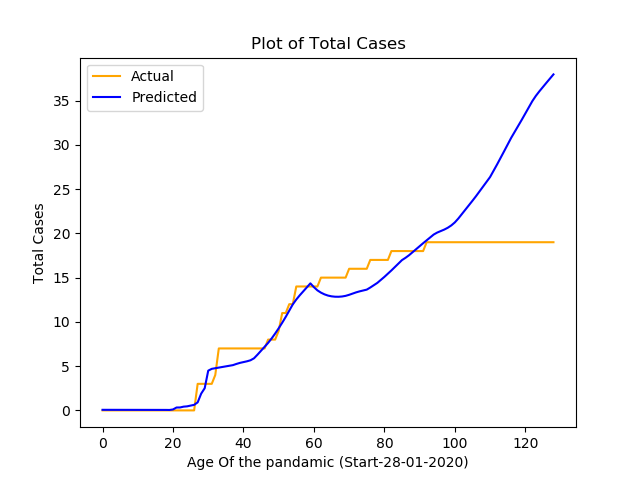 Plot of Total Cases
Actual
Predicted
Total Cases
35
30
25
20
15
10
5
0
0 20 40 60 80 100 120
Age Of the pandamic (Start-28-01-2020)